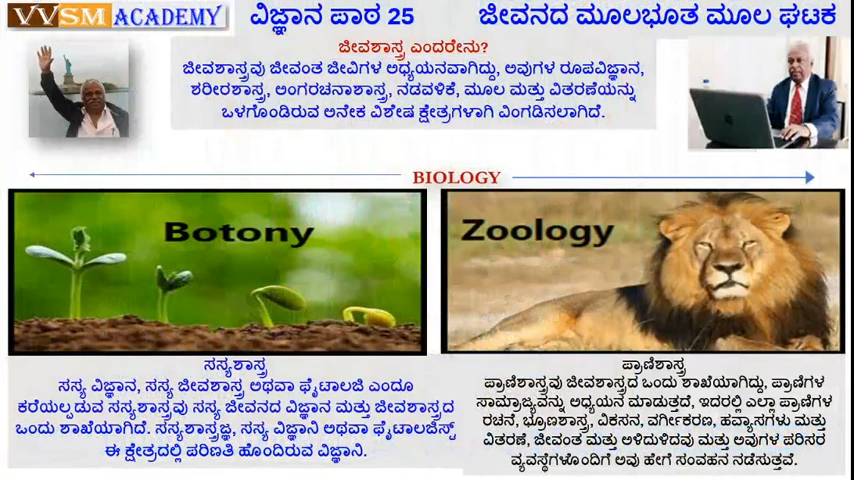 VVSM ACADEMY ವಿಜ್ಞಾನ ಪಾಠ 25 ಜೀವನದ ಮೂಲಭೂತ ಮೂಲ ಘಟಕ
ಜೀವಶಾಸ್ತ್ರ ಎಂದರೇನು?
ಜೀವಶಾಸ್ತ್ರವು ಜೀವಂತ ಜೀವಿಗಳ ಅಧ್ಯಯನವಾಗಿದ್ದು, ಅವುಗಳ ರೂಪವಿಜ್ಞಾನ,
ಶರೀರಶಾಸ್ತ್ರ, ಅಂಗರಚನಾಶಾಸ್ತ್ರ, ನಡವಳಿಕೆ, ಮೂಲ ಮತ್ತು ವಿತರಣೆಯನ್ನು
ಒಳಗೊಂಡಿರುವ ಅನೇಕ ವಿಶೇಷ ಕ್ಷೇತ್ರಗಳಾಗಿ ವಿಂಗಡಿಸಲಾಗಿದೆ.
BIOLOGY
Botony
Zoology
ಸಸ್ಯಶಾಸ್ತ್ರ
ಸಸ್ಯ ವಿಜ್ಞಾನ, ಸಸ್ಯ ಜೀವಶಾಸ್ತ್ರ ಅಥವಾ ಫೈಟಾಲಜಿ ಎಂದೂ
ಕರೆಯಲ್ಪಡುವ ಸಸ್ಯಶಾಸ್ತ್ರವು ಸಸ್ಯ ಜೀವನದ ವಿಜ್ಞಾನ ಮತ್ತು ಜೀವಶಾಸ್ತ್ರದ
ಒಂದು ಶಾಖೆಯಾಗಿದೆ. ಸಸ್ಯಶಾಸ್ತ್ರಜ್ಞ, ಸಸ್ಯ ವಿಜ್ಞಾನಿ ಅಥವಾ ಫೈಟಾಲಜಿಸ್ಟ್
ಈ ಕ್ಷೇತ್ರದಲ್ಲಿ ಪರಿಣತಿ ಹೊಂದಿರುವ ವಿಜ್ಞಾನಿ.
ಪ್ರಾಣಿಶಾಸ್ತ್ರ
ಪ್ರಾಣಿಶಾಸ್ತ್ರವು ಜೀವಶಾಸ್ತ್ರದ ಒಂದು ಶಾಖೆಯಾಗಿದ್ದು, ಪ್ರಾಣಿಗಳ
ಸಾಮ್ರಾಜ್ಯವನ್ನು ಅಧ್ಯಯನ ಮಾಡುತ್ತದೆ, ಇದರಲ್ಲಿ ಎಲ್ಲಾ ಪ್ರಾಣಿಗಳ
ರಚನೆ, ಭ್ರೂಣಶಾಸ್ತ್ರ, ವಿಕಸನ, ವರ್ಗೀಕರಣ, ಹವ್ಯಾಸಗಳು ಮತ್ತು
ವಿತರಣೆ, ಜೀವಂತ ಮತ್ತು ಅಳಿದುಳಿದವು ಮತ್ತು ಅವುಗಳ ಪರಿಸರ
ವ್ಯವಸ್ಥೆಗಳೊಂದಿಗೆ ಅವು ಹೇಗೆ ಸಂವಹನ ನಡೆಸುತ್ತವೆ.